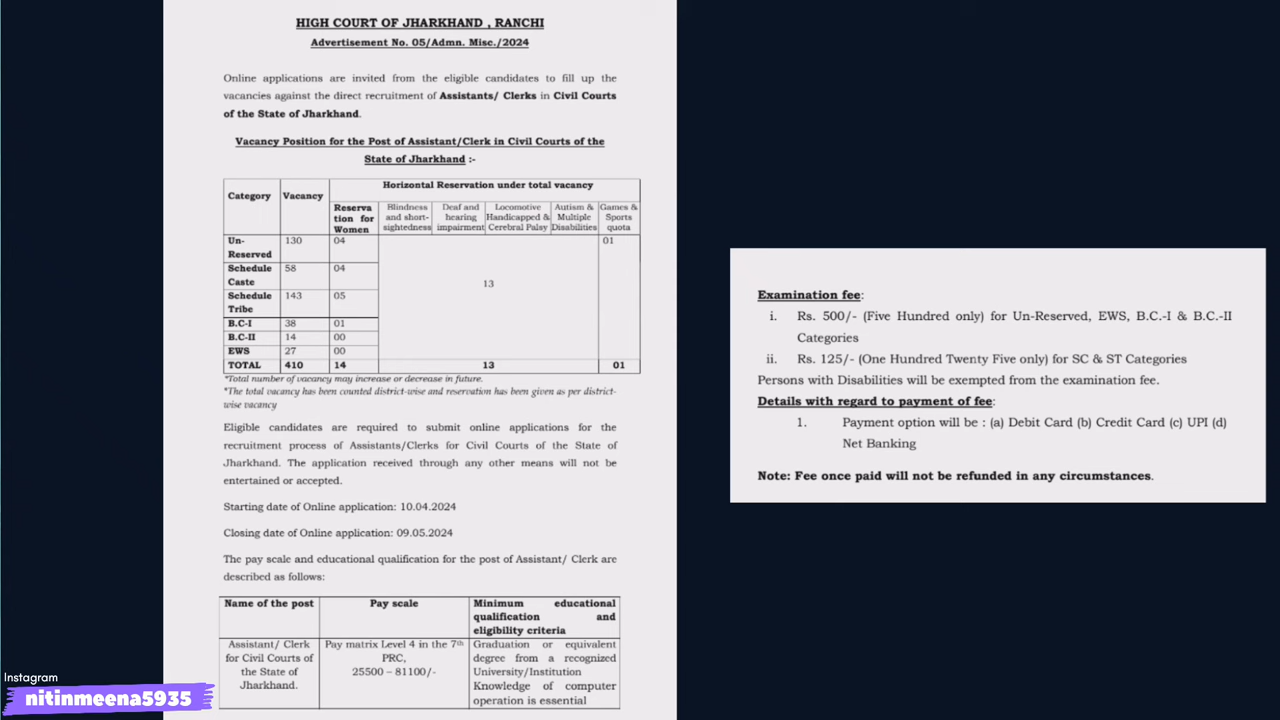 HIGH COURT OF JHARKHAND , RANCHI
Advertisement No. 05/Admn. Misc./2024
Online applications are invited from the eligible candidates to fill up the
vacancies against the direct recruitment of Assistants/ Clerks in Civil Courts
of the State of Jharkhand.
Vacancy Position for the Post of Assistant/Clerk in Civil Courts of the
State of Jharkhand :-
Category Vacancy Horizontal Reservation under total vacancy
Reserva tion for Women Blindness and short-sightedness Deaf and hearing impairment Locomotive Handicapped & Cerebral Palsy Autism & Multiple Disabilities Games & Sports quota
Un-Reserved 130 04 01
Schedule Caste 58 04 13
Schedule Tribe 143 05
B.C-I 38 01
B.C-II 14 00
EWS 27 00
TOTAL 410 14 13 01
*Total number of vacancy may increase or decrease in future.
*The total vacancy has been counted district-wise and reservation has been given as per district-
wise vacancy
Eligible candidates are required to submit online applications for the
recruitment process of Assistants/Clerks for Civil Courts of the State of
Jharkhand. The application received through any other means will not be
entertained or accepted.
Starting date of Online application: 10.04.2024
Closing date of Online application: 09.05.2024
The pay scale and educational qualification for the post of Assistant/ Clerk are
described as follows:
Name of the post Pay scale Minimum educational qualification and eligibility criteria
Assistant/ Clerk for Civil Courts of the State of Jharkhand. Pay matrix Level 4 in the 7th PRC, 25500 – 81100/- Graduation or equivalent degree from a recognized University/Institution Knowledge of computer operation is essential
Examination fee:
i. Rs. 500/- (Five Hundred only) for Un-Reserved, EWS, B.C.-I & B.C.-II
Categories
ii. Rs. 125/- (One Hundred Twenty Five only) for SC & ST Categories
Persons with Disabilities will be exempted from the examination fee.
Details with regard to payment of fee:
1. Payment option will be : (a) Debit Card (b) Credit Card (c) UPI (d)
Net Banking
Note: Fee once paid will not be refunded in any circumstances.
Instagram
nitinmeena5935